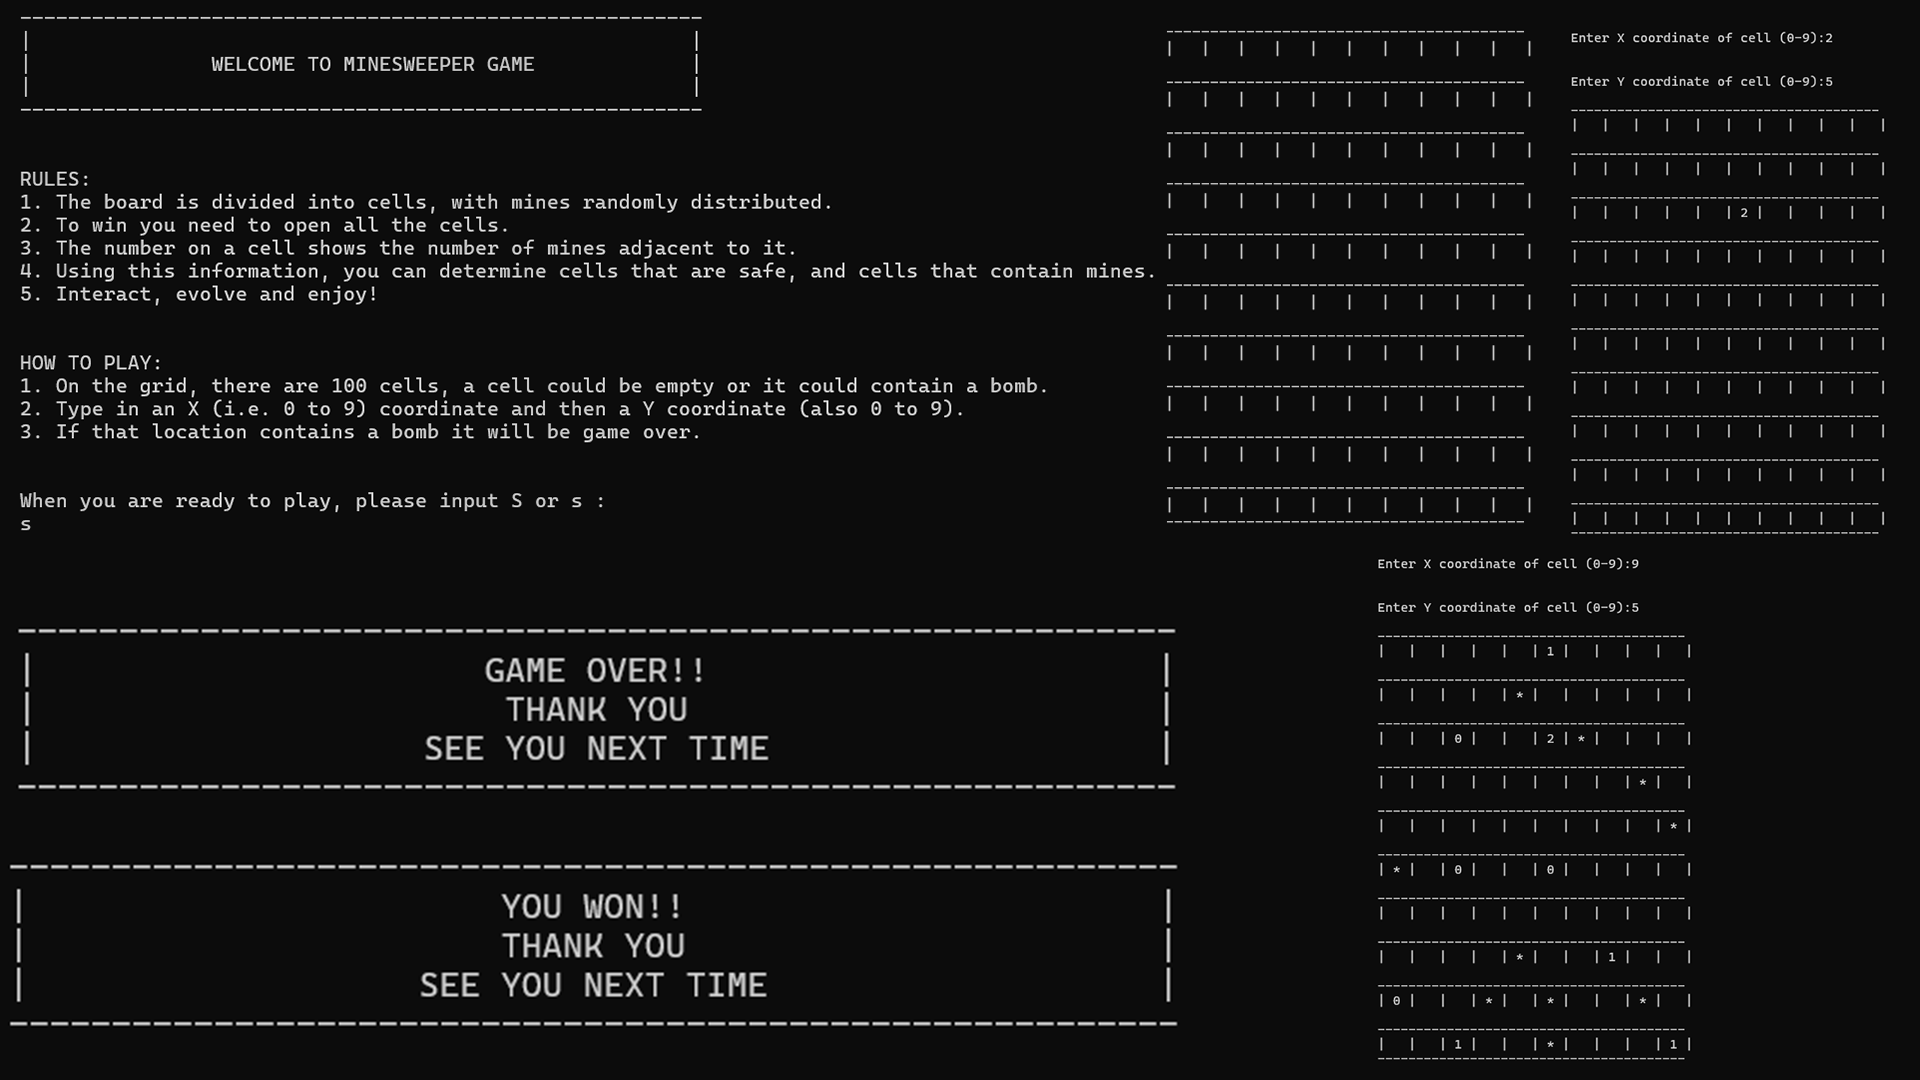 WELCOME TO MINESWEEPER GAME
RULES:
1. The board is divided into cells, with mines randomly distributed.
2. To win you need to open all the cells.
3. The number on a cell shows the number of mines adjacent to it.
4. Using this information, you can determine cells that are safe, and cells that contain mines.
5. Interact, evolve and enjoy!
HOW TO PLAY:
1. On the grid, there are 100 cells, a cell could be empty or it could contain a bomb.
2. Type in an X (i.e. 0 to 9) coordinate and then a Y coordinate (also 0 to 9).
3. If that location contains a bomb it will be game over.
When you are ready to play, please input S or s :
s
GAME OVER!!
THANK YOU
SEE YOU NEXT TIME
YOU WON!!
THANK YOU
SEE YOU NEXT TIME
Enter X coordinate of cell (0-9):2
Enter Y coordinate of cell (0-9):5
2
Enter X coordinate of cell (0-9):9
Enter Y coordinate of cell (0-9):5
1
*
0 2 *
*
*
* 0 0
* 1
0 * * *
1 * 1